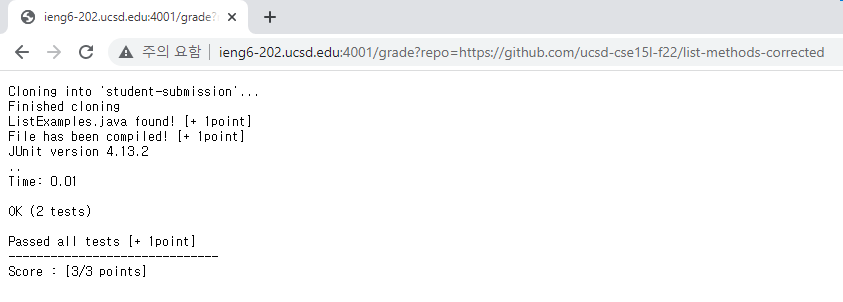 ieng6-202.ucsd.edu:4001/grade?
주의 요함 ieng6-202.ucsd.edu:4001/grade?repo=https://github.com/ucsd-cse15l-f22/list-methods-corrected
Cloning into 'student-submission'...
Finished cloning
ListExamples.java found! [+ 1point]
File has been compiled! [+ 1point]
JUnit version 4.13.2
..
Time: 0.01
OK (2 tests)
Passed all tests [+ 1point]
------------------------------
Score : [3/3 points]